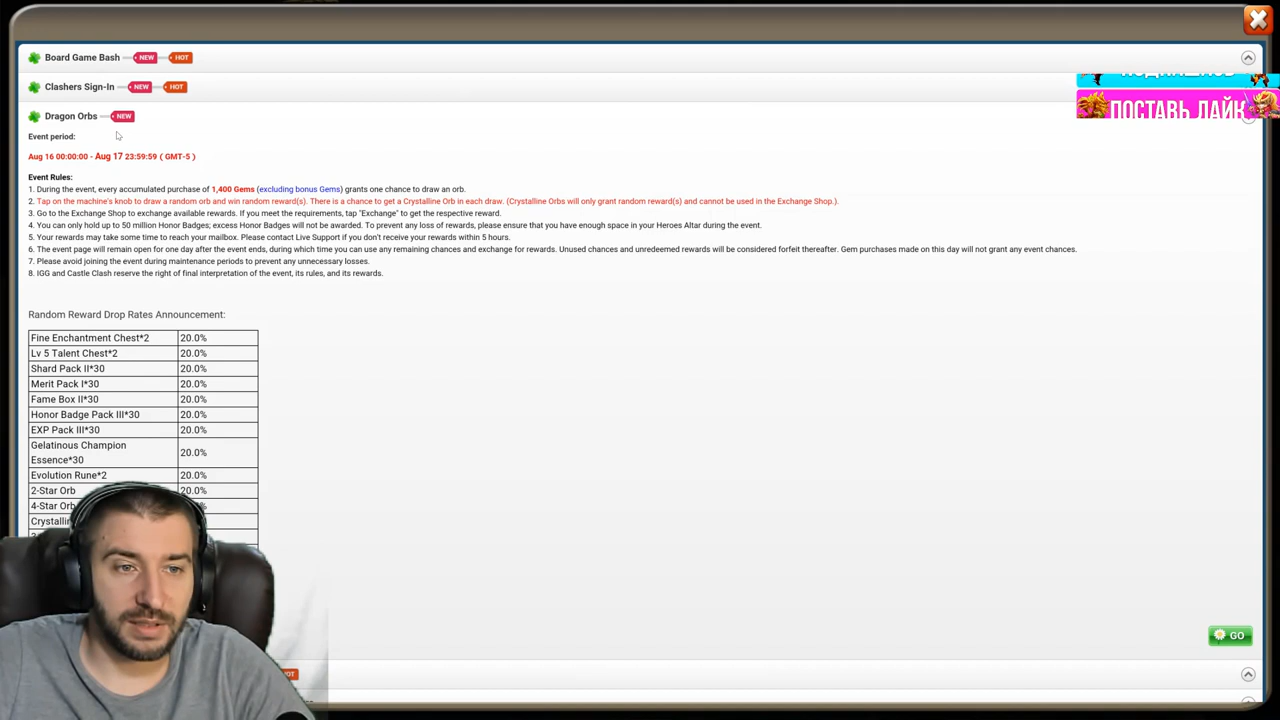 Board Game Bash NEW HOT
Clashers Sign-In NEW HOT
ПОСТАВЬ ЛАЙК
Dragon Orbs NEW
Event period:
Aug 16 00:00:00 - Aug 17 23:59:59 ( GMT-5 )
Event Rules:
1. During the event, every accumulated purchase of 1,400 Gems (excluding bonus Gems) grants one chance to draw an orb.
2. Tap on the machine's knob to draw a random orb and win random reward(s). There is a chance to get a Crystalline Orb in each draw. (Crystalline Orbs will only grant random reward(s) and cannot be used in the Exchange Shop.).
3. Go to the Exchange Shop to exchange available rewards. If you meet the requirements, tap "Exchange" to get the respective reward.
4. You can only hold up to 50 million Honor Badges; excess Honor Badges will not be awarded. To prevent any loss of rewards, please ensure that you have enough space in your Heroes Altar during the event.
5. Your rewards may take some time to reach your mailbox. Please contact Live Support if you don't receive your rewards within 5 hours.
6. The event page will remain open for one day after the event ends, during which time you can use any remaining chances and exchange for rewards. Unused chances and unredeemed rewards will be considered forfeit thereafter. Gem purchases made on this day will not grant any event chances.
7. Please avoid joining the event during maintenance periods to prevent any unnecessary losses.
8. IGG and Castle Clash reserve the right of final interpretation of the event, its rules, and its rewards.
Random Reward Drop Rates Announcement:
Fine Enchantment Chest*2 20.0%
Lv 5 Talent Chest*2 20.0%
Shard Pack II*30 20.0%
Merit Pack I*30 20.0%
Fame Box II*30 20.0%
Honor Badge Pack III*30 20.0%
EXP Pack III*30 20.0%
Gelatinous Champion
Essence*30 20.0%
Evolution Rune*2 20.0%
2-Star Orb 20.0%
4-Star Orb
GO
HOT